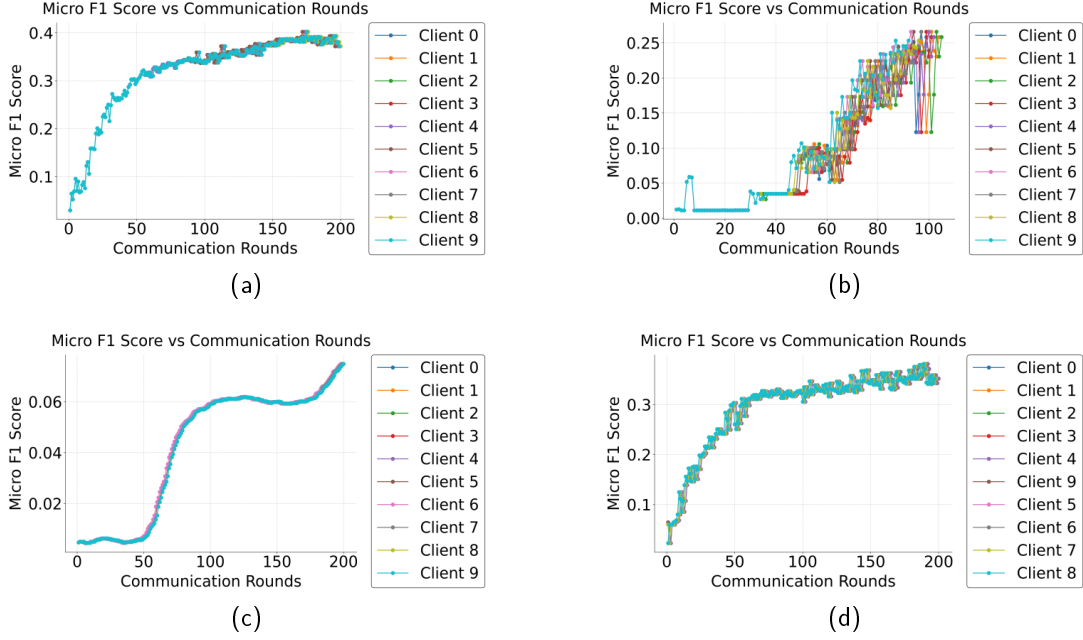 Micro F1 Score vs Communication Rounds
Micro F1 Score
0.4
0.3
0.2
0.1
0
50
100
150
200
Communication Rounds
Client 0
Client 1
Client 2
Client 3
Client 4
Client 5
Client 6
Client 7
Client 8
Client 9
(a)
Micro F1 Score vs Communication Rounds
Micro F1 Score
0.25
0.20
0.15
0.10
0.05
0.00
0
20
40
60
80
100
Communication Rounds
Client 0
Client 1
Client 2
Client 3
Client 4
Client 5
Client 6
Client 7
Client 8
Client 9
(b)
Micro F1 Score vs Communication Rounds
Micro F1 Score
0.06
0.04
0.02
0
50
100
150
200
Communication Rounds
Client 0
Client 1
Client 2
Client 3
Client 4
Client 5
Client 6
Client 7
Client 8
Client 9
(c)
Micro F1 Score vs Communication Rounds
Micro F1 Score
0.3
0.2
0.1
0
50
100
150
200
Communication Rounds
Client 0
Client 1
Client 2
Client 3
Client 4
Client 9
Client 5
Client 6
Client 7
Client 8
(d)